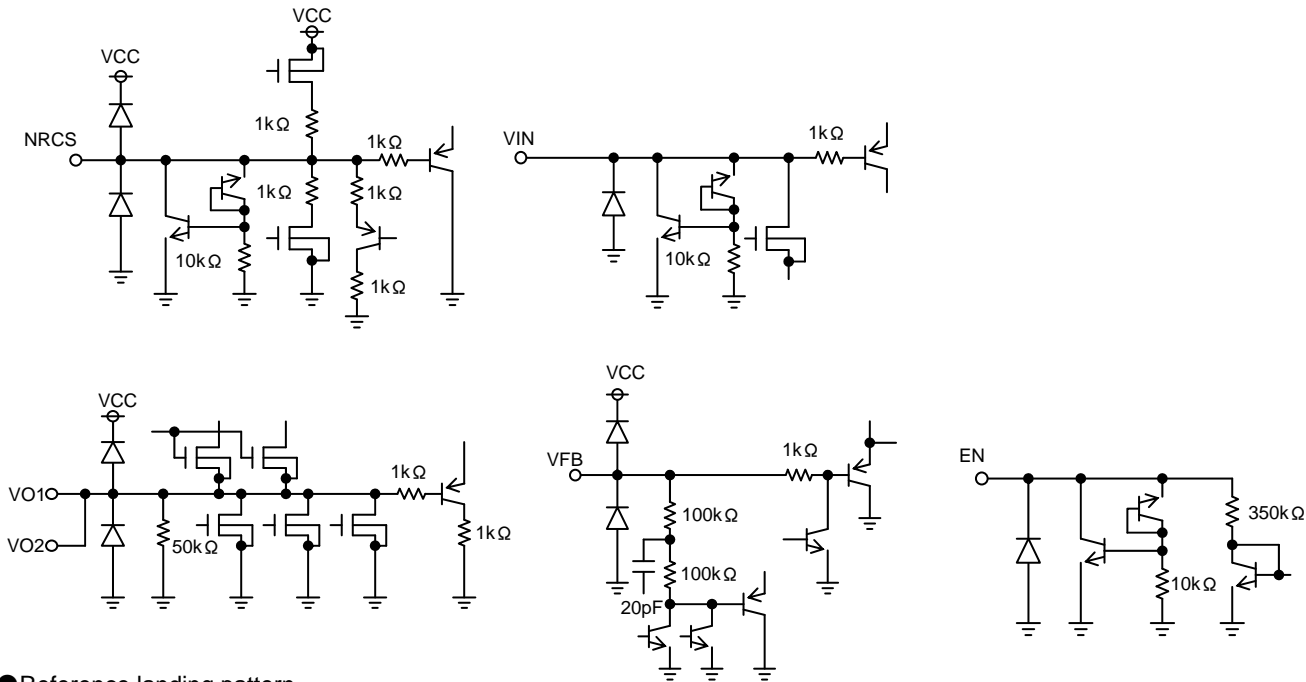 VCC
VCC
NRCS
1kΩ
1kΩ
1kΩ
1kΩ
10kΩ
1kΩ
VIN
1kΩ
10kΩ
VCC
VO1
VO2
50kΩ
1kΩ
1kΩ
VCC
VFB
1kΩ
100kΩ
100kΩ
20pF
EN
350kΩ
10kΩ
●Reference landing pattern